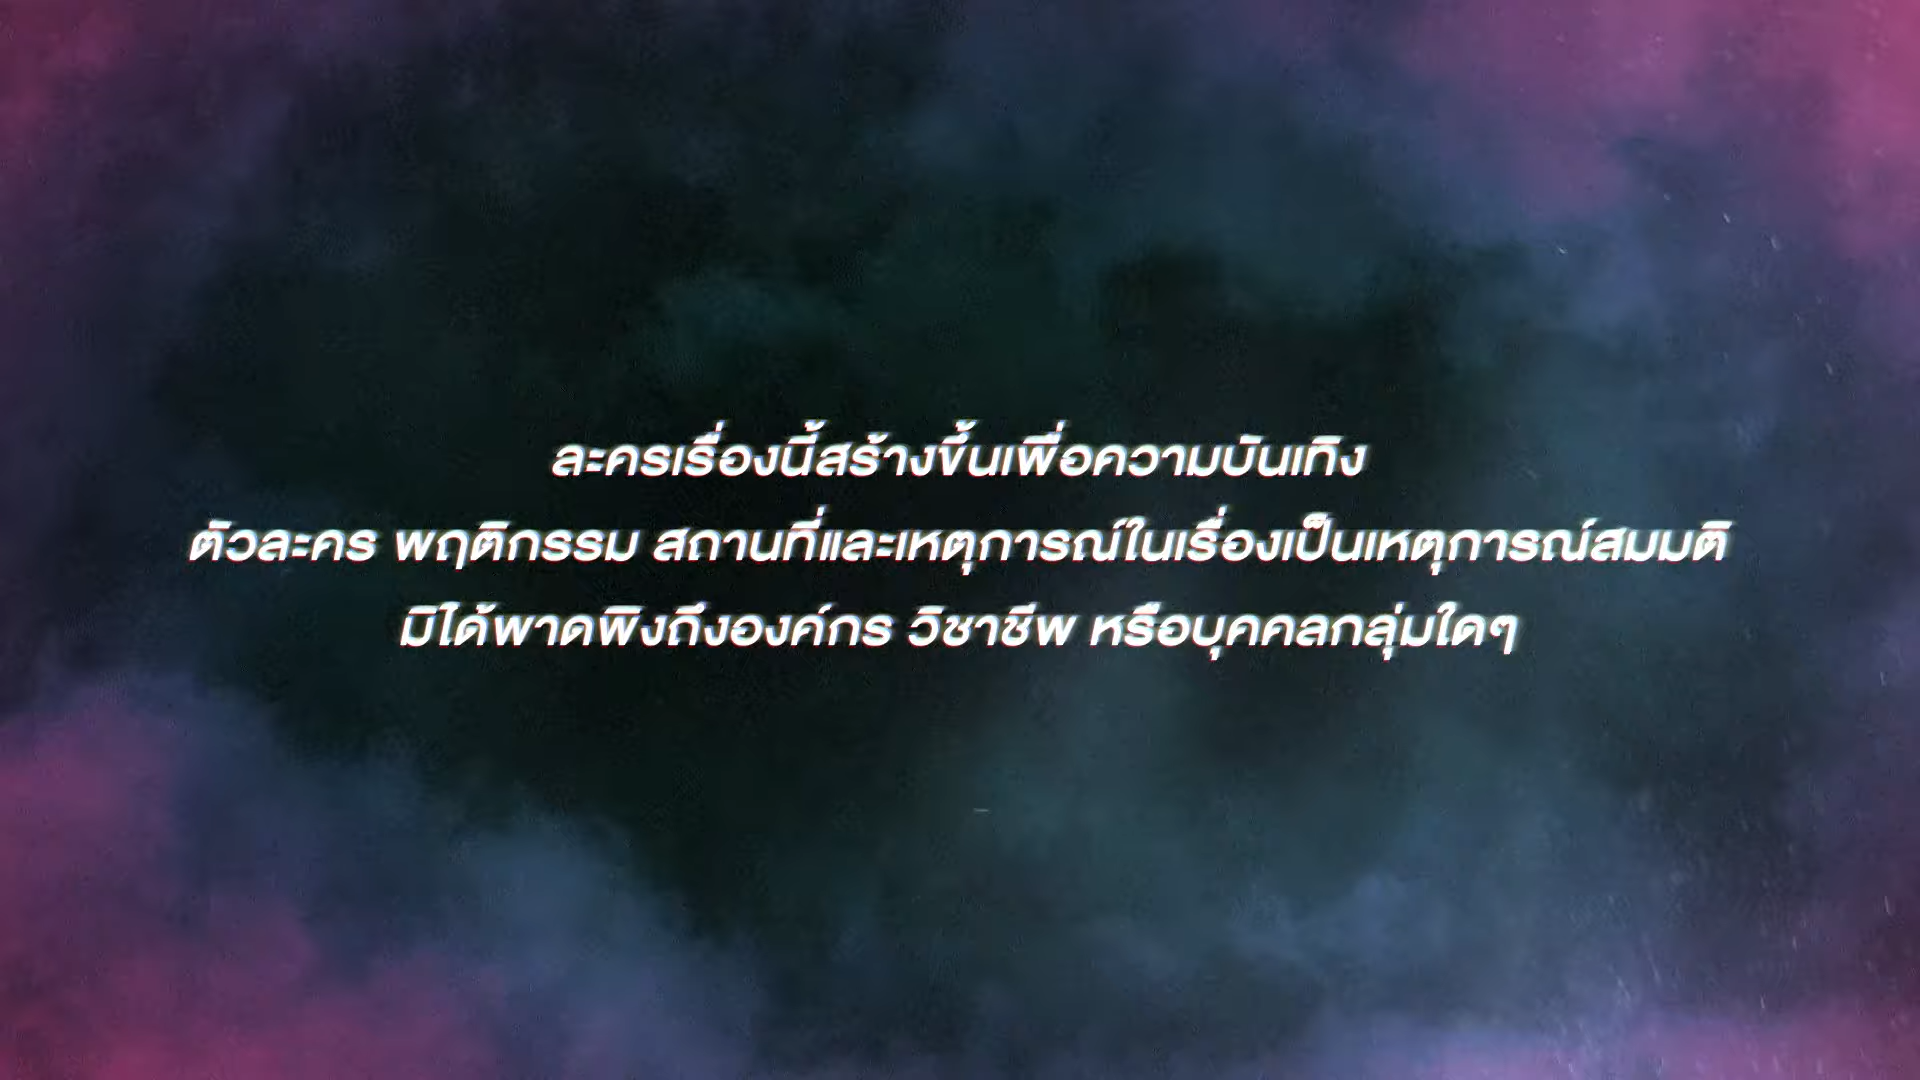 ละครเรื่องนี้สร้างขึ้นเพื่อความบันเทิง
ตัวละคร พฤติกรรม สถานที่และเหตุการณ์ในเรื่องเป็นเหตุการณ์สมมติ
มิได้พาดพิงถึงองค์กร วิชาชีพ หรือบุคคลกลุ่มใดๆ